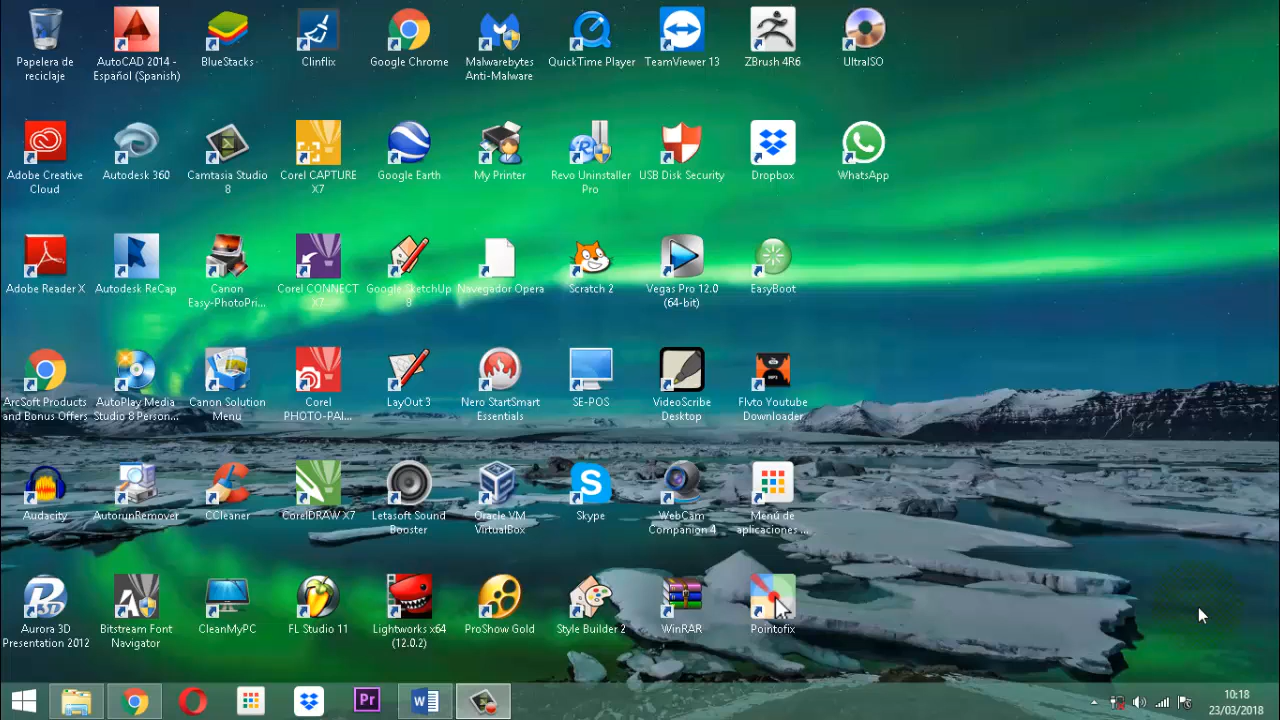 Papelera de
reciclaje
AutoCAD 2014 -
Español (Spanish)
BlueStacks
Clinflix
Google Chrome
Malwarebytes
Anti-Malware
QuickTime Player
TeamViewer 13
ZBrush 4R6
UltraISO
Adobe Creative
Cloud
Autodesk 360
Camtasia Studio
8
Corel CAPTURE
X7
Google Earth
My Printer
Revo Uninstaller
Pro
USB Disk Security
Dropbox
WhatsApp
Adobe Reader X
Autodesk ReCap
Canon
Easy-PhotoPri...
Corel CONNECT
X7
Google SketchUp
8
Navegador Opera
Scratch 2
Vegas Pro 12.0
(64-bit)
EasyBoot
ArcSoft Products
and Bonus Offers
AutoPlay Media
Studio 8 Person...
Canon Solution
Menu
Corel
PHOTO-PAI...
LayOut 3
Nero StartSmart
Essentials
SE-POS
VideoScribe
Desktop
Flvto Youtube
Downloader
Audacity
AutorunRemover
CCleaner
CorelDRAW X7
Letasoft Sound
Booster
Oracle VM
VirtualBox
Skype
WebCam
Companion 4
Menú de
aplicaciones ...
Aurora 3D
Presentation 2012
Bitstream Font
Navigator
CleanMyPC
FL Studio 11
Lightworks x64
(12.0.2)
ProShow Gold
Style Builder 2
WinRAR
Pointofix
Pr
10:18
23/03/2018